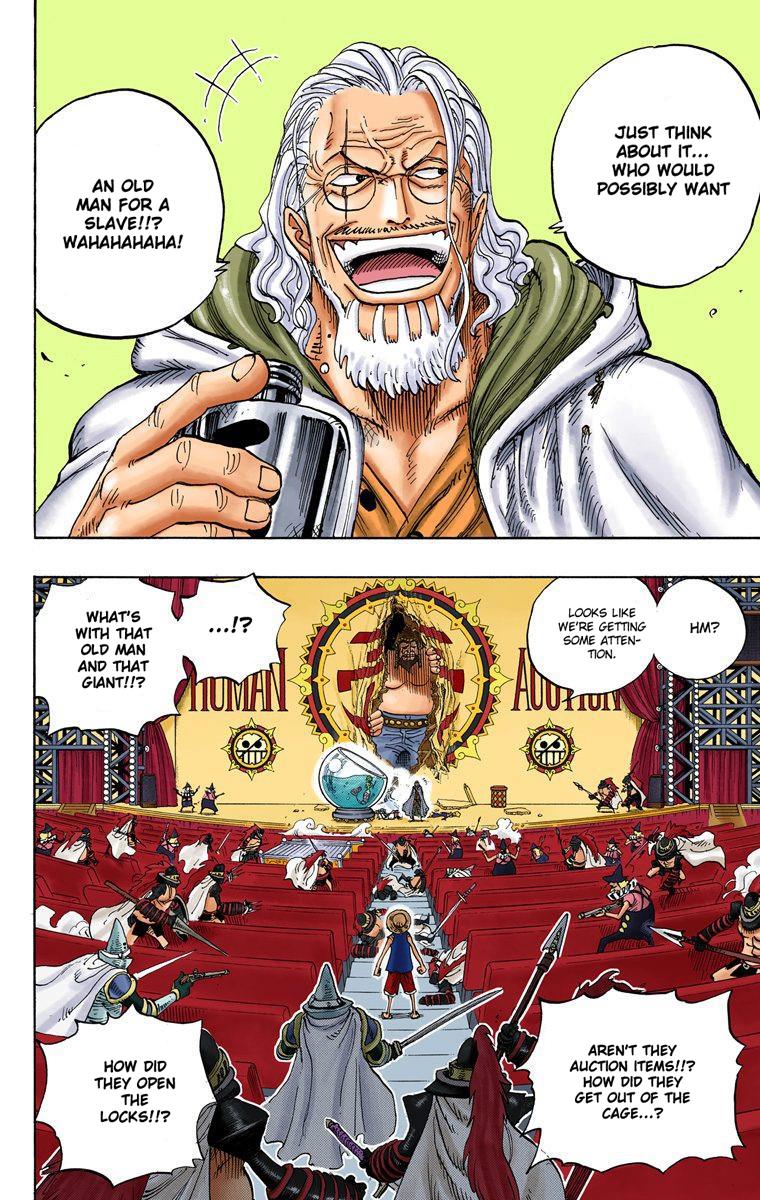 JUST THINK
ABOUT IT...
WHO WOULD
POSSIBLY WANT
AN OLD
MAN FOR A
SLAVE!!?
WAHAHAHAHA!
HM?
LOOKS LIKE
WE'RE GETTING
SOME ATTEN-
TION.
...!?
WHAT'S
WITH THAT
OLD MAN
AND THAT
GIANT!!?
HUMAN
AUCTION
AREN'T THEY
AUCTION ITEMS!!?
HOW DID THEY
GET OUT OF THE
CAGE...?
HOW DID
THEY OPEN
THE
LOCKS!!?